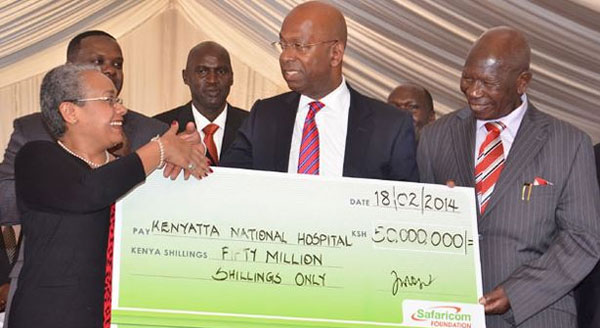 DATE 18/02/2014
PAY KENYATTA NATIONAL HOSPITAL KSH 50,000,000/=
KENYA SHILLINGS FIFTY MILLION
SHILLINGS ONLY
Safaricom
FOUNDATION